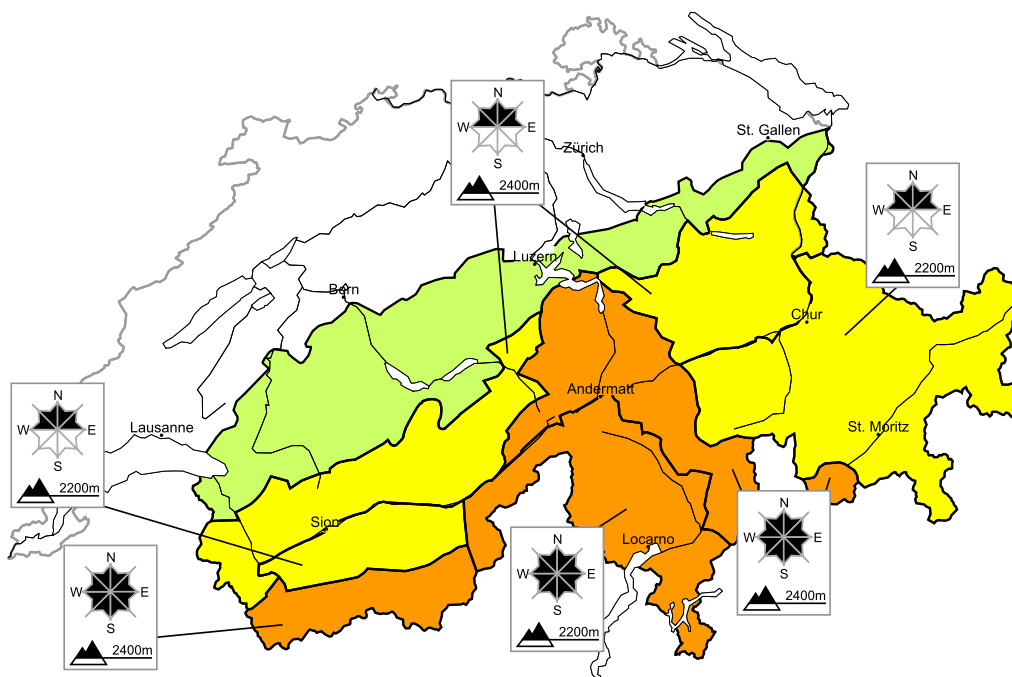 N
W E
S
2400m
St. Gallen
Zürich
N
W E
S
2200m
Luzern
Bern
Chur
N
W E
S
2200m
Andermatt
Lausanne
St. Moritz
Sion
N
W E
S
2400m
Locarno
N
W E
S
2200m
N
W E
S
2400m